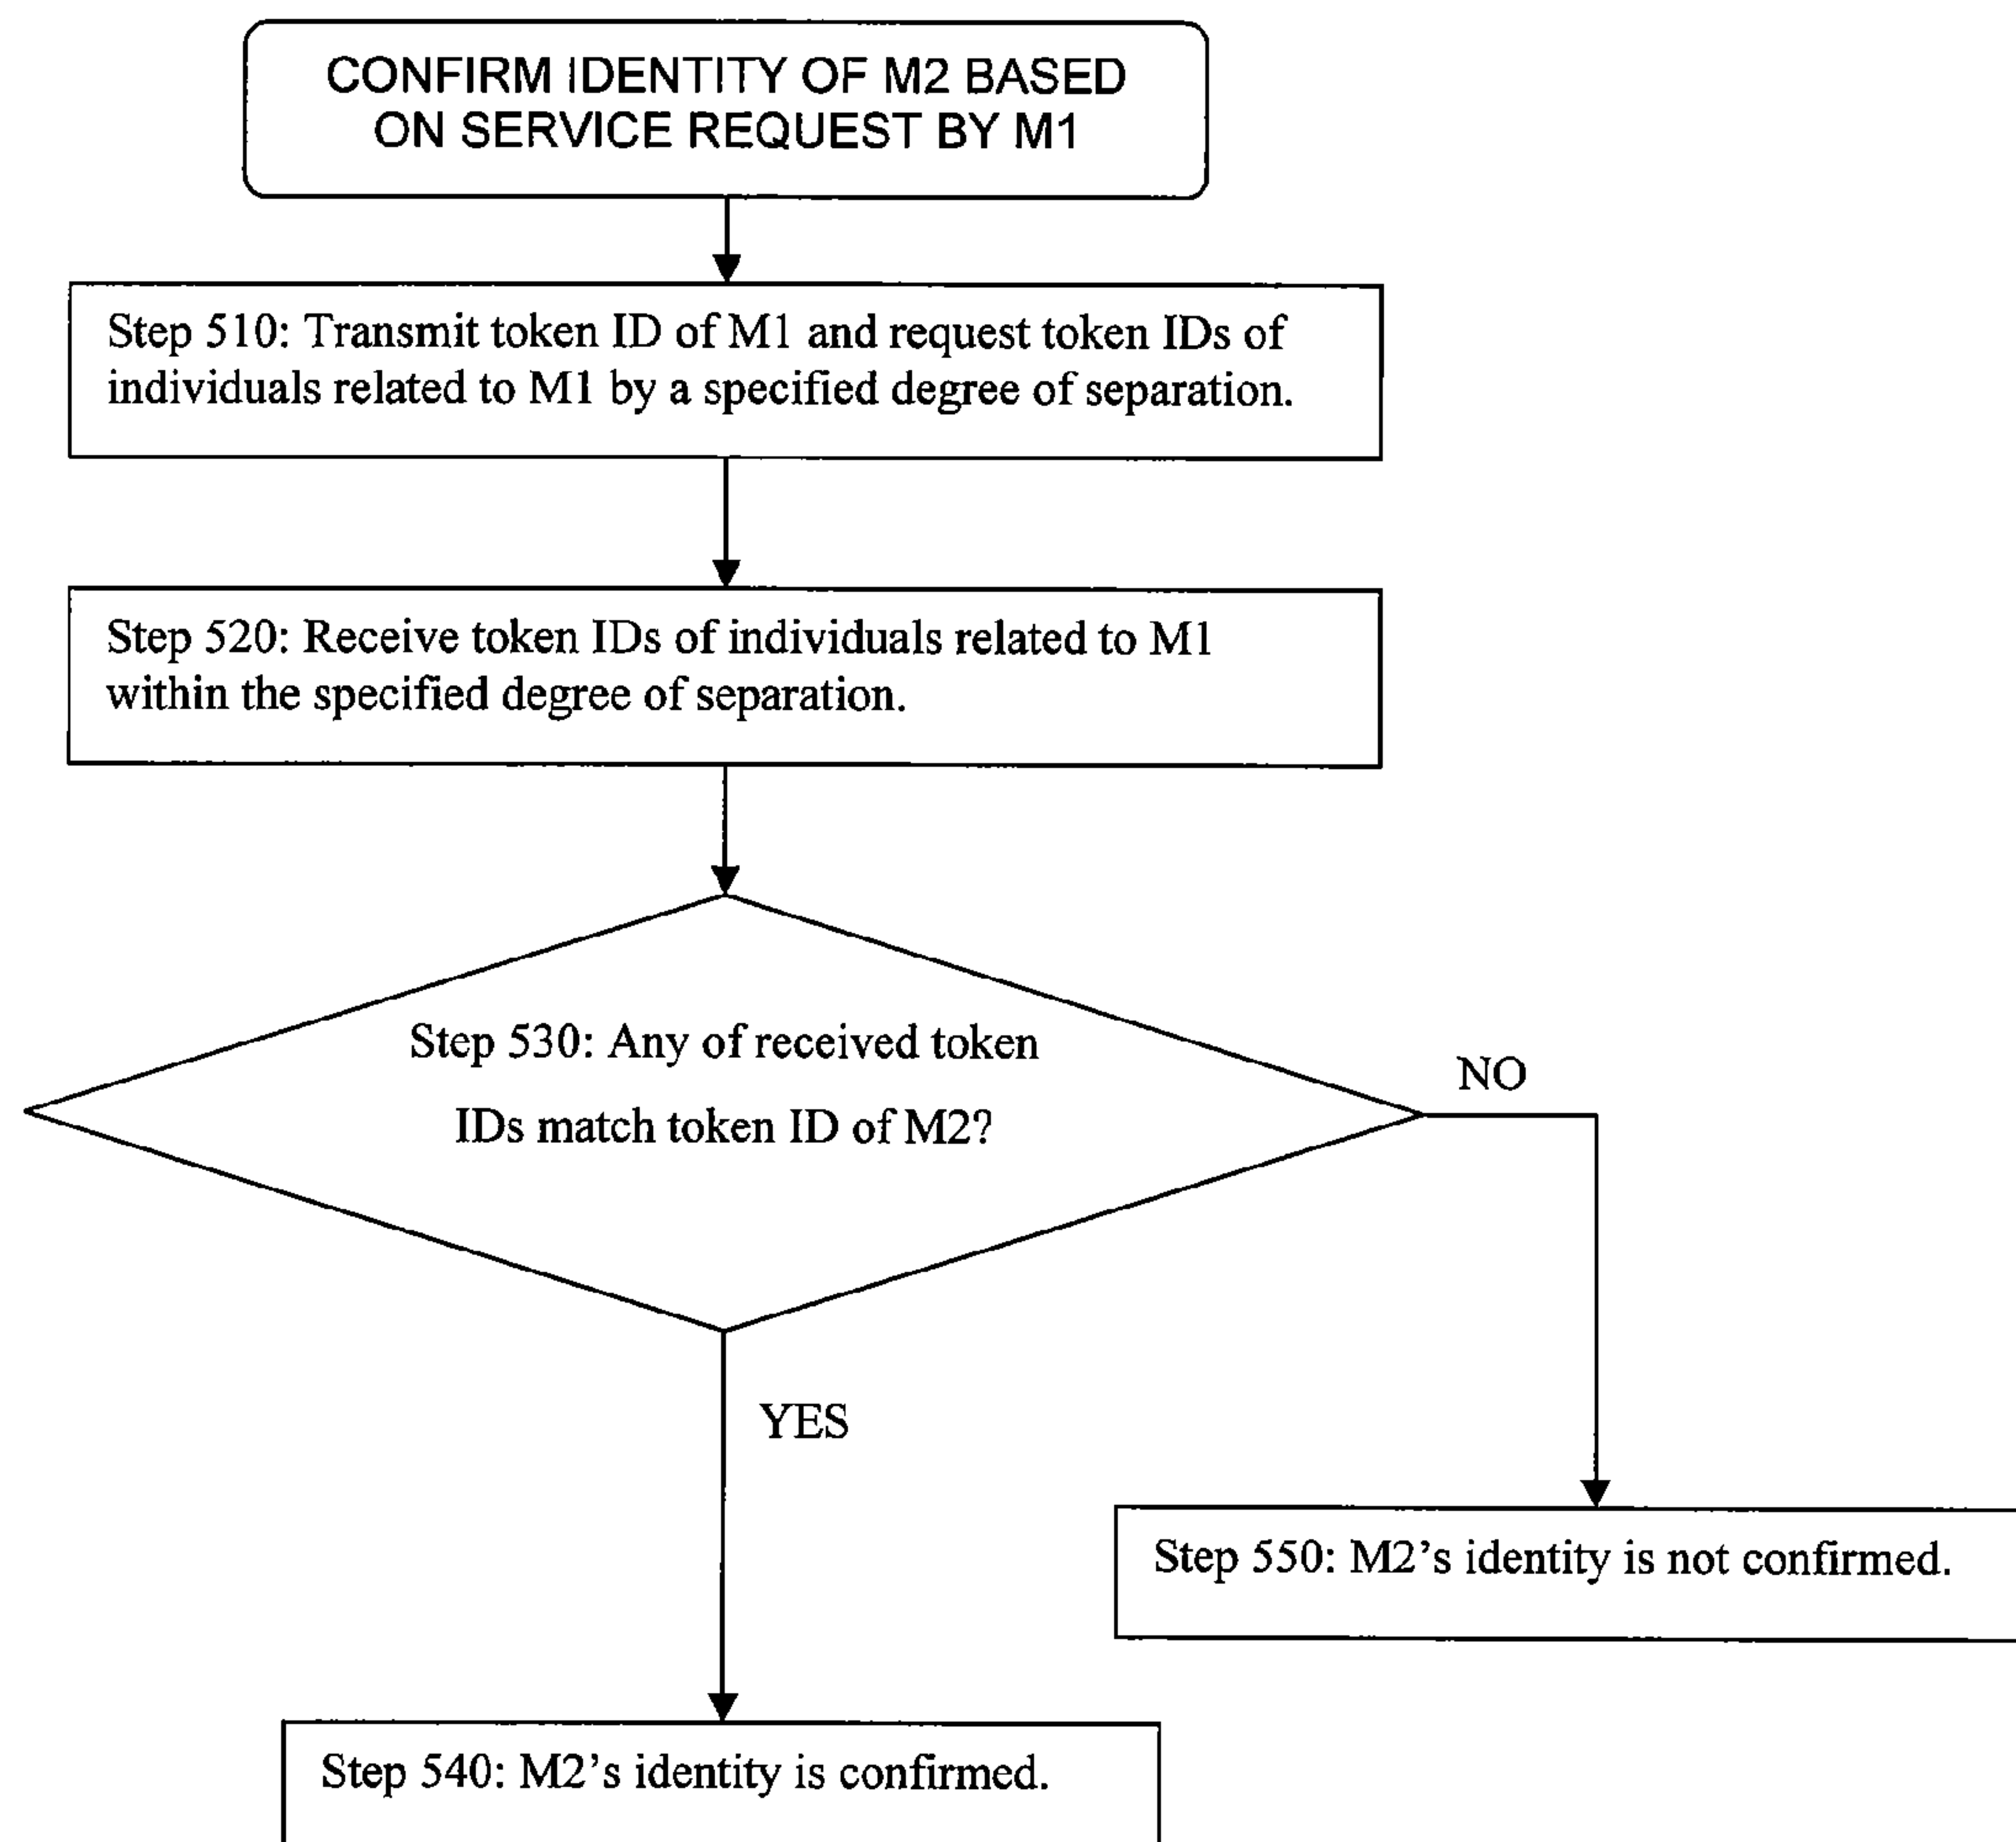 CONFIRM IDENTITY OF M2 BASED
ON SERVICE REQUEST BY M1
Step 510: Transmit token ID of M1 and request token IDs of
individuals related to M1 by a specified degree of separation.
Step 520: Receive token IDs of individuals related to M1
within the specified degree of separation.
Step 530: Any of received token
IDs match token ID of M2?
NO
YES
Step 550: M2’s identity is not confirmed.
Step 540: M2’s identity is confirmed.